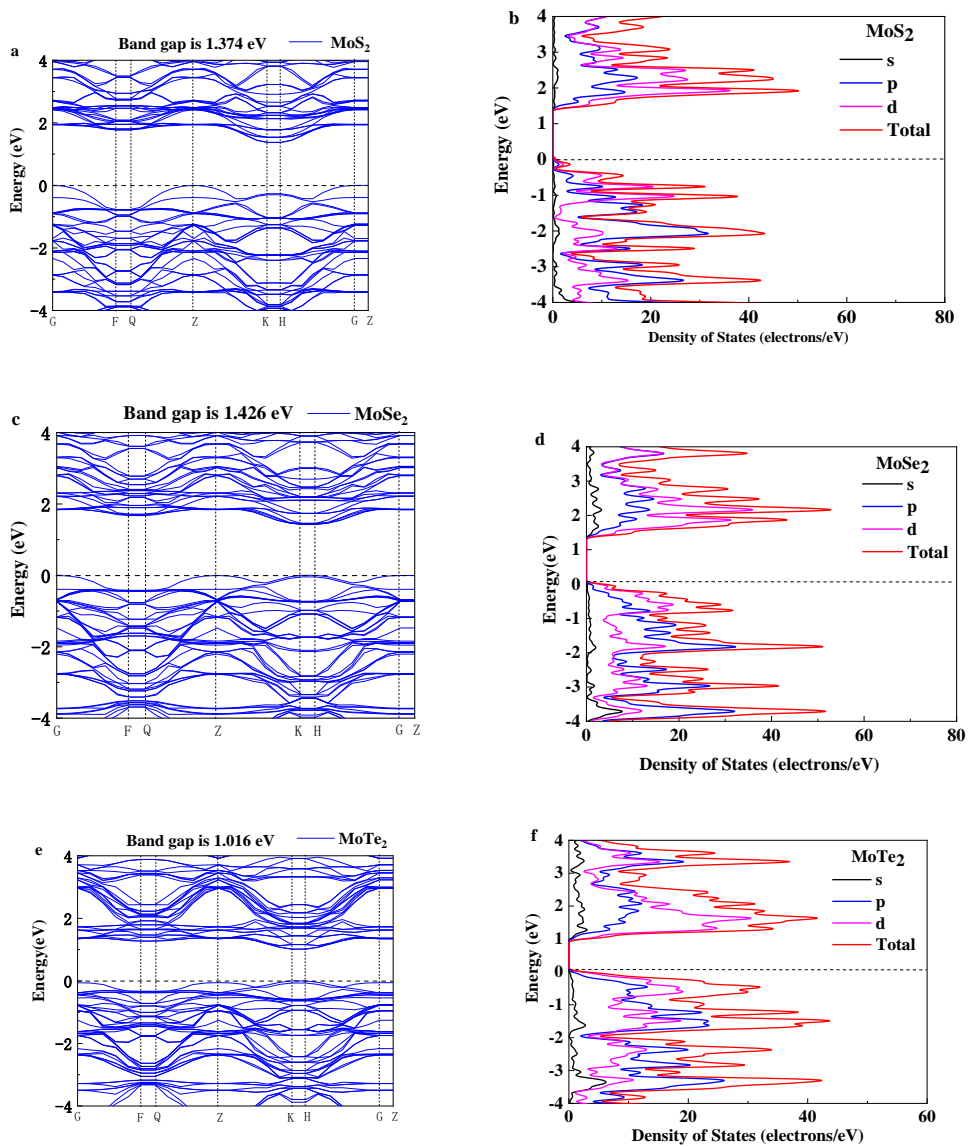 a
Band gap is 1.374 eV
MoS2
4
2
0
−2
−4
Energy (eV)
G F Q Z K H G Z
b
MoS2
s
p
d
Total
4
3
2
1
0
-1
-2
-3
-4
Energy (eV)
0 20 40 60 80
Density of States (electrons/eV)
c
Band gap is 1.426 eV
MoSe2
4
2
0
−2
−4
Energy (eV)
G F Q Z K H G Z
d
MoSe2
s
p
d
Total
4
3
2
1
0
-1
-2
-3
-4
Energy(eV)
0 20 40 60 80
Density of States (electrons/eV)
e
Band gap is 1.016 eV
MoTe2
4
2
0
−2
−4
Energy(eV)
G F Q Z K H G Z
f
MoTe2
s
p
d
Total
4
3
2
1
0
-1
-2
-3
-4
Energy (eV)
0 20 40 60
Density of States (electrons/eV)